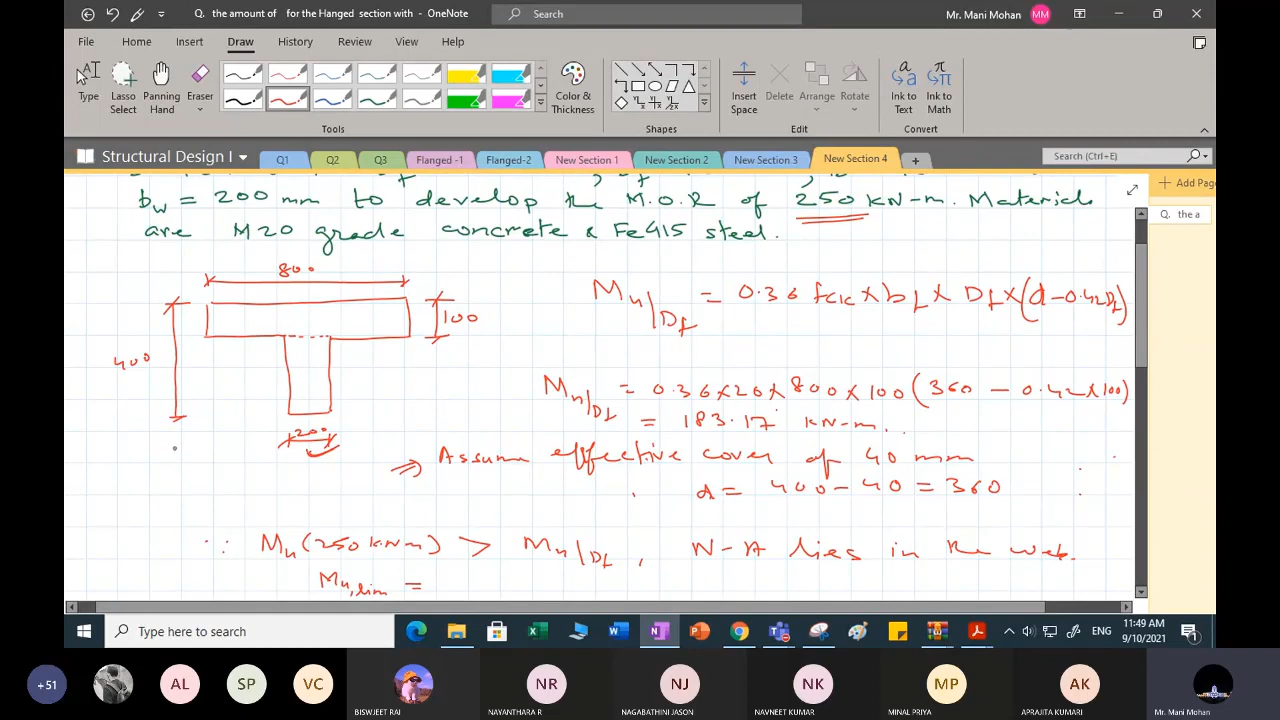 Q. the amount of for the Hanged section with - OneNote
Search
Mr. Mani Mohan
MM
File Home Insert Draw History Review View Help
Type
Lasso Select
Panning Hand
Eraser
Color & Thickness
Insert Space
Delete
Arrange
Rotate
Ink to Text
Ink to Math
Tools
Shapes
Edit
Convert
Structural Design I
Q1
Q2
Q3
Flanged -1
Flanged-2
New Section 1
New Section 2
New Section 3
New Section 4
Search (Ctrl+E)
Add Page
Q. the a
bw = 200 mm to develop the M.O.R of 250 kN-m. Materials
are M20 grade concrete & Fe415 steel.
800
100
400
200
Mu/Df = 0.36 fck x bf x Df x (d-0.42Df)
Mu/Df = 0.36x20x800x100(360 - 0.42x100)
= 183.17 kN-m.
⇒ Assume effective cover of 40 mm
d = 400-40 = 360
∵ Mu(250 kNm) > Mu/Df, N-A lies in the web.
Mu,lim =
Type here to search
ENG
11:49 AM
9/10/2021
1
+51
AL
SP
VC
BISWJEET RAI
NR
NAYANTHARA R
NJ
NAGABATHINI JASON
NK
NAVNEET KUMAR
MP
MINAL PRIYA
AK
APRAJITA KUMARI
Mr. Mani Mohan